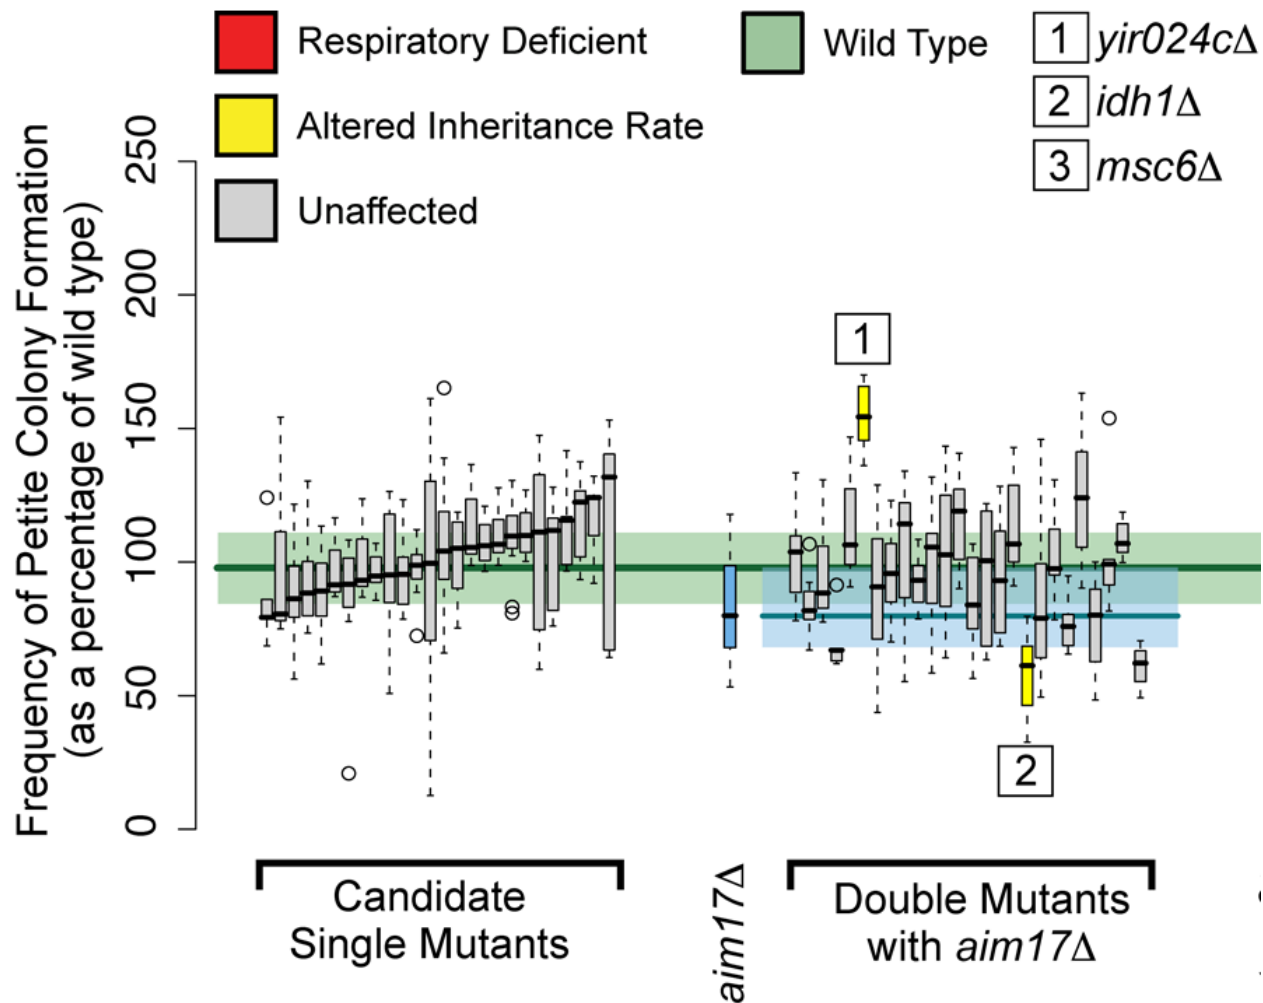 Respiratory Deficient
Altered Inheritance Rate
Unaffected
Wild Type
1 yir024cΔ
2 idh1Δ
3 msc6Δ
Frequency of Petite Colony Formation
(as a percentage of wild type)
250
200
150
100
50
0
1
2
Candidate
Single Mutants
aim17Δ
Double Mutants
with aim17Δ